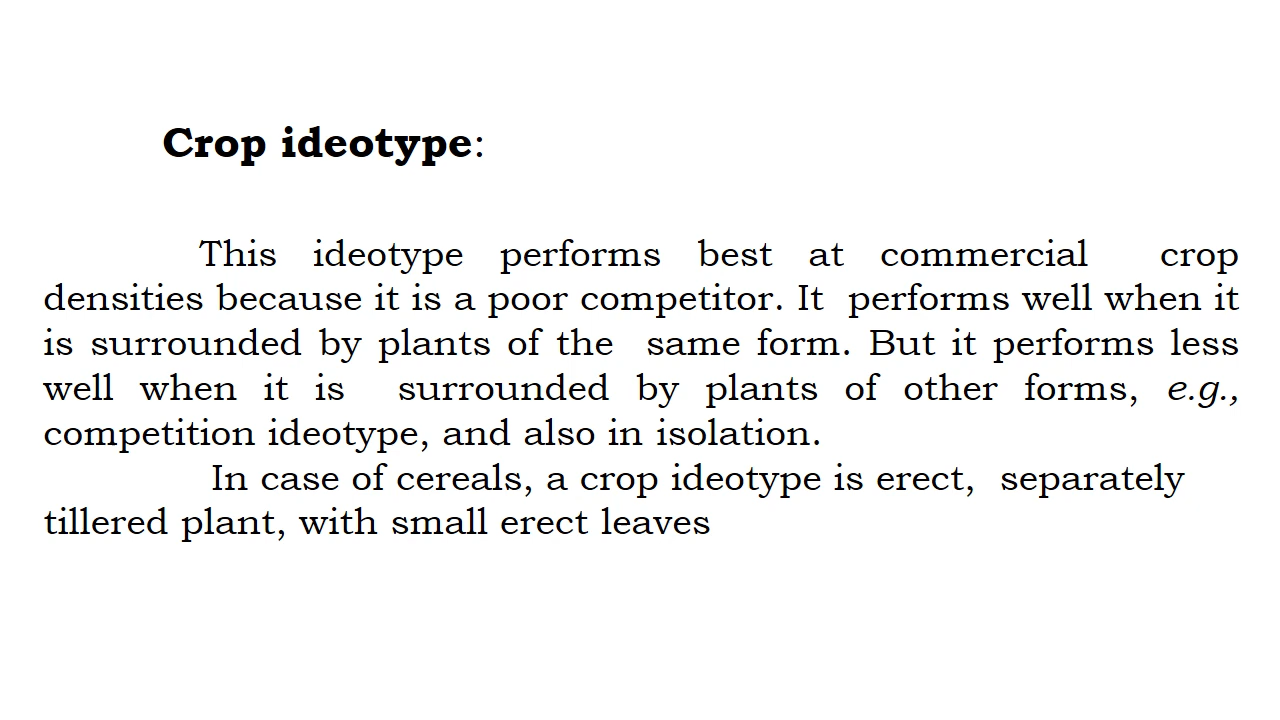 Crop ideotype:
This ideotype performs best at commercial crop
densities because it is a poor competitor. It performs well when it
is surrounded by plants of the same form. But it performs less
well when it is surrounded by plants of other forms, e.g.,
competition ideotype, and also in isolation.
In case of cereals, a crop ideotype is erect, separately
tillered plant, with small erect leaves